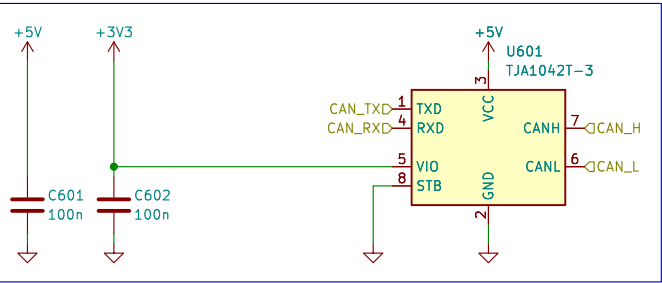 +5V
+3V3
+5V
U601
TJA1042T-3
3
VCC
CAN_TX
1
TXD
CAN_RX
4
RXD
CANH
7
CAN_H
5
VIO
CANL
6
CAN_L
8
STB
GND
2
C601
100n
C602
100n